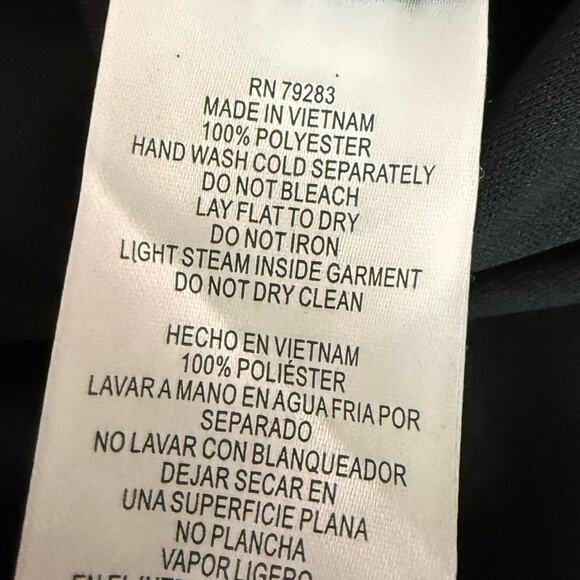 RN 79283
MADE IN VIETNAM
100% POLYESTER
HAND WASH COLD SEPARATELY
DO NOT BLEACH
LAY FLAT TO DRY
DO NOT IRON
LIGHT STEAM INSIDE GARMENT
DO NOT DRY CLEAN
HECHO EN VIETNAM
100% POLIÉSTER
LAVAR A MANO EN AGUA FRIA POR
SEPARADO
NO LAVAR CON BLANQUEADOR
DEJAR SECAR EN
UNA SUPERFICIE PLANA
NO PLANCHA
VAPOR LIGERO
EN EL